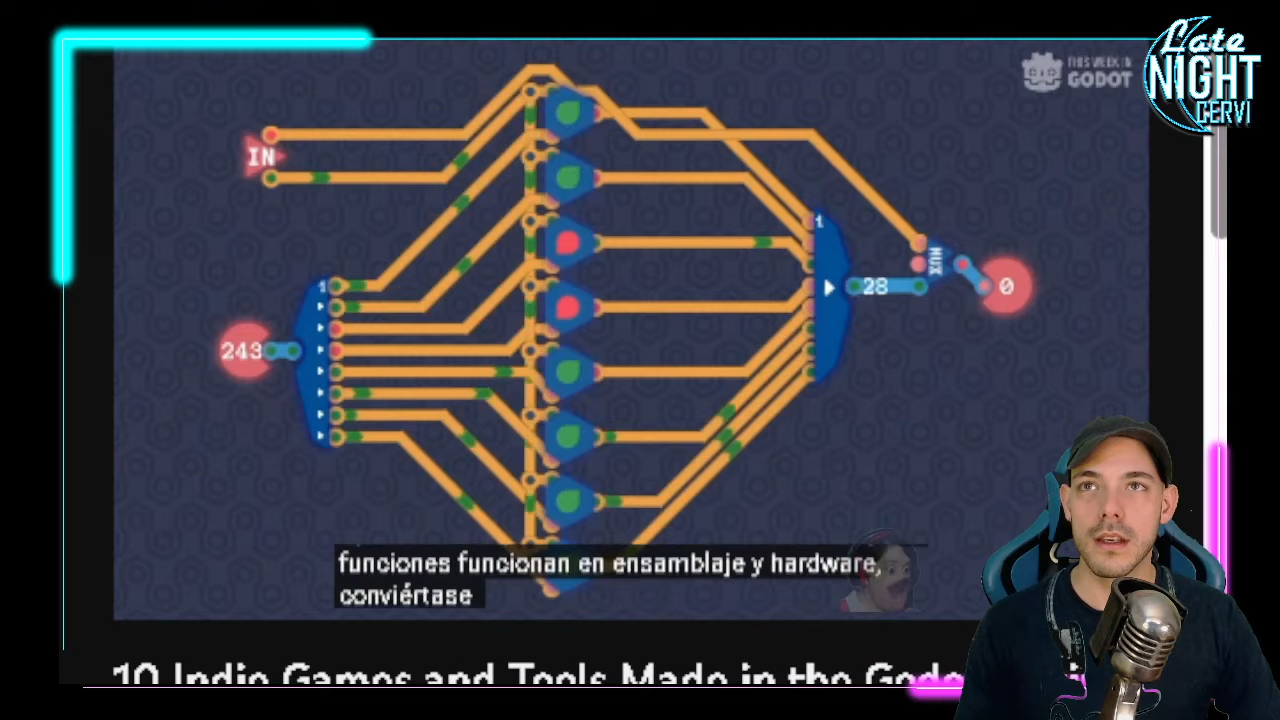 Late
NIGHT
CERVI
THIS WEEK IN
GODOT
IN
1
MUX
28
0
1
243
funciones funcionan en ensamblaje y hardware,
conviértase
10 Indie Games and Tools Made in the